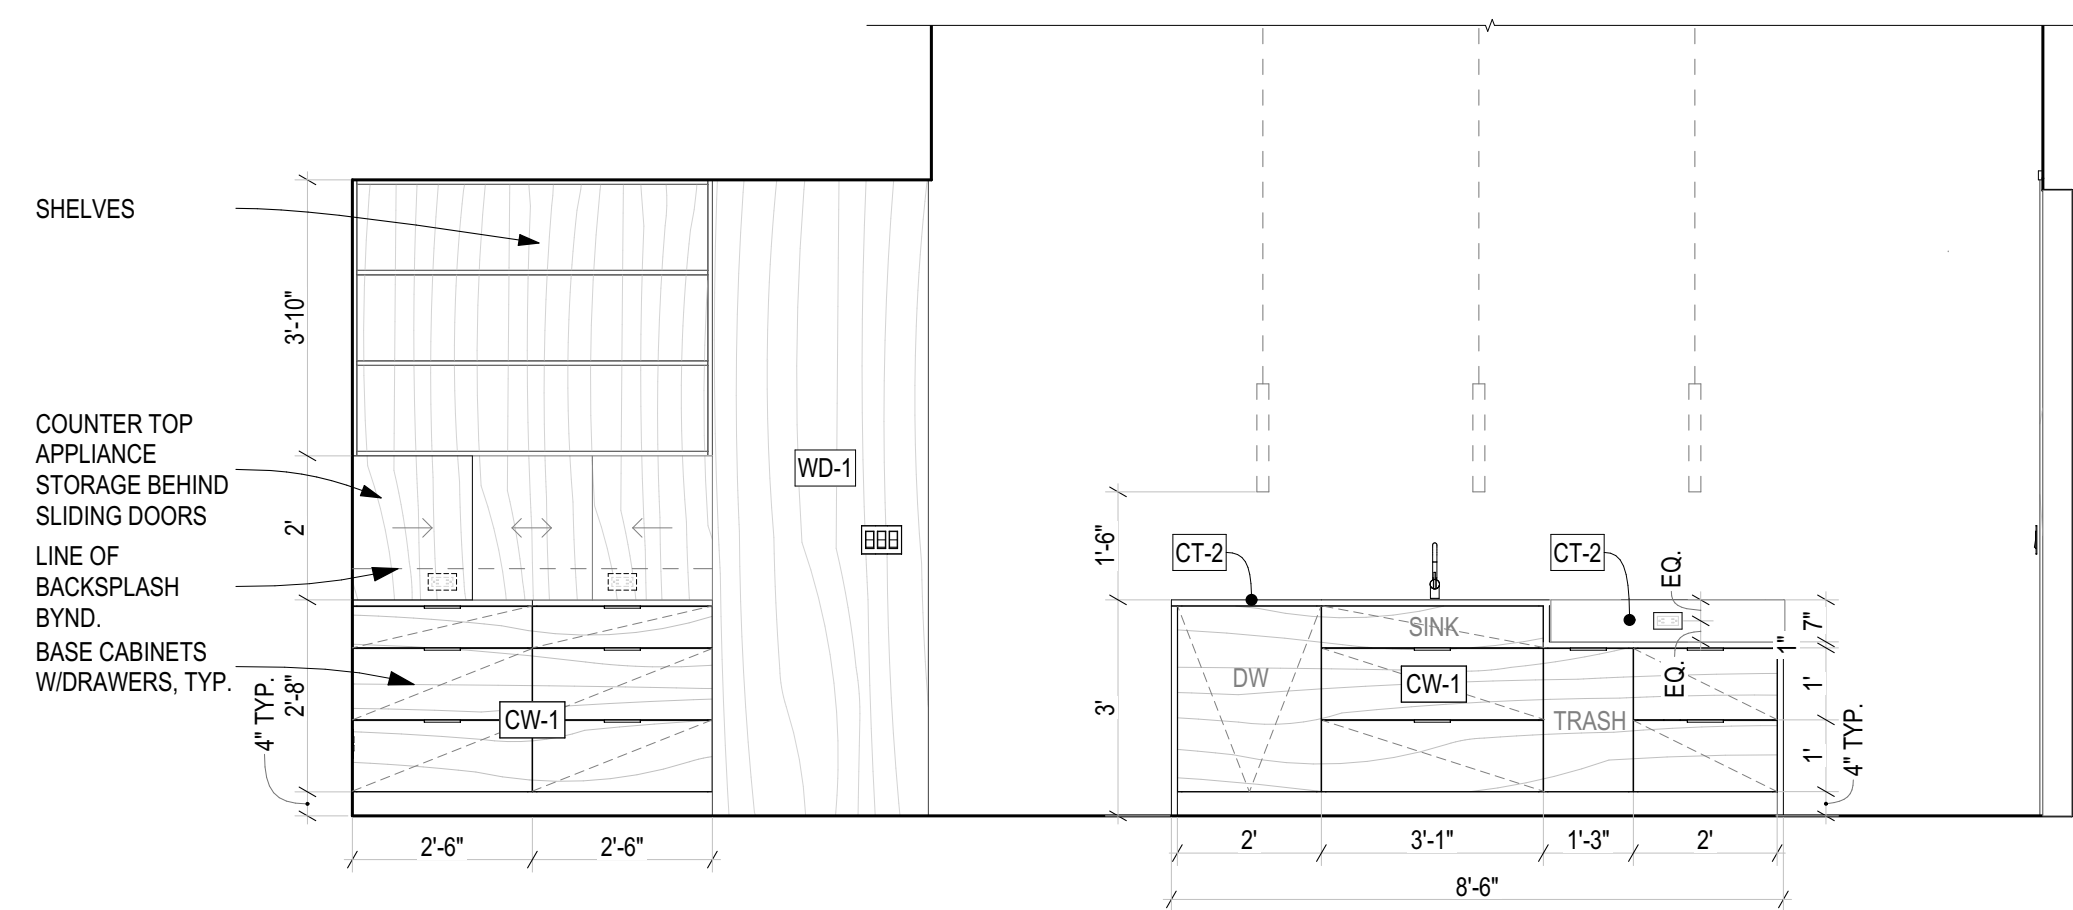 SHELVES
3'-10"
COUNTER TOP
APPLIANCE
STORAGE BEHIND
SLIDING DOORS
2'
LINE OF
BACKSPLASH
BYND.
BASE CABINETS
W/DRAWERS, TYP.
2'-8"
4" TYP.
CW-1
WD-1
2'-6"
2'-6"
1'-6"
3'
CT-2
CT-2
EQ.
EQ.
7"
1"
1'
1'
4" TYP.
SINK
DW
CW-1
TRASH
2'
3'-1"
1'-3"
2'
8'-6"